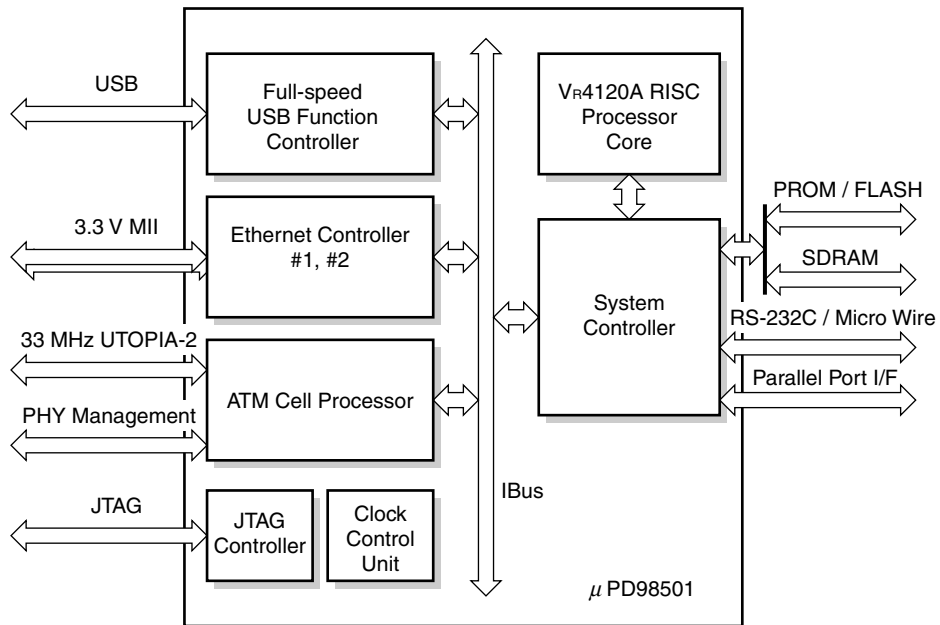 USB
Full-speed
USB Function
Controller
VR4120A RISC
Processor
Core
3.3 V MII
Ethernet Controller
#1, #2
PROM / FLASH
SDRAM
System
Controller
RS-232C / Micro Wire
Parallel Port I/F
33 MHz UTOPIA-2
ATM Cell Processor
PHY Management
IBus
JTAG
JTAG
Controller
Clock
Control
Unit
μ PD98501